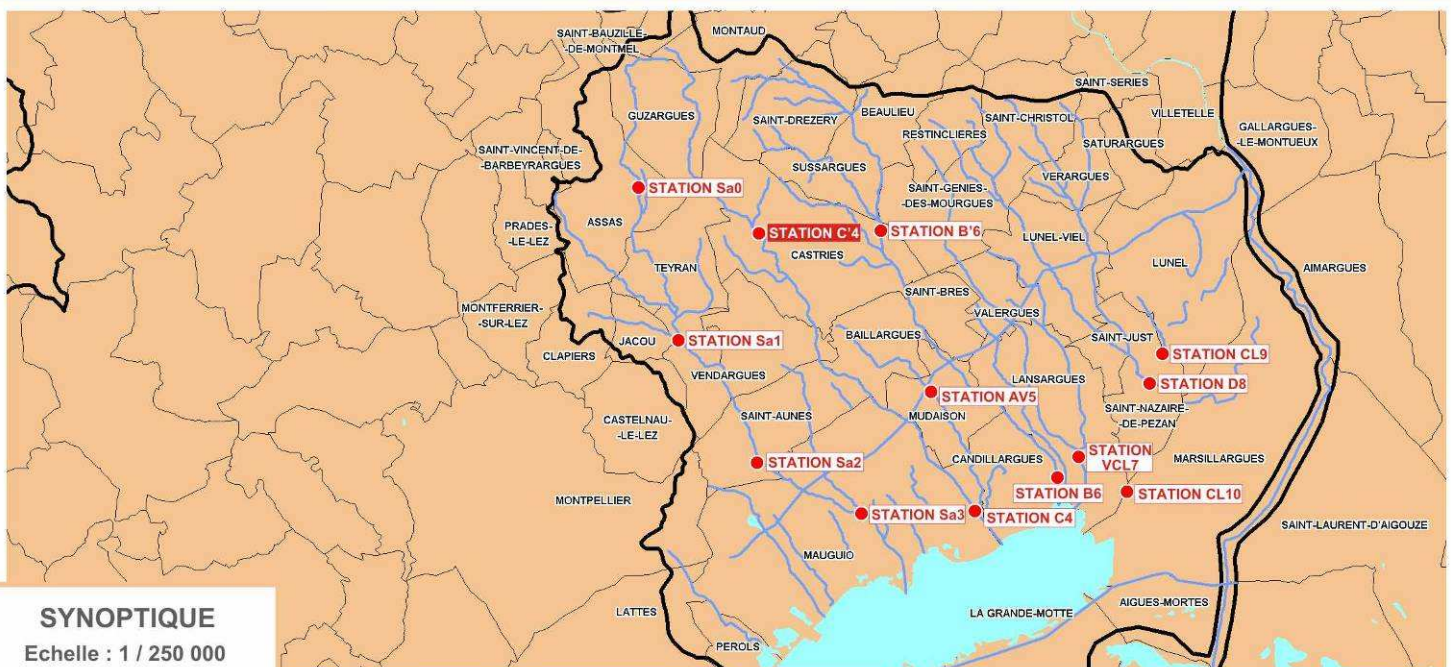 SAINT-BAUZILLE-
-DE-MONTMEL
MONTAUD
SAINT-SERIES
VILLETELLE
GUZARGUES
SAINT-DREZERY
BEAULIEU
RESTINCLIERES
SAINT-CHRISTOL
SATURARGUES
GALLARGUES-
-LE-MONTUEUX
SAINT-VINCENT-DE-
BARBEYRARGUES
SUSSARGUES
SAINT-GENIES-
-DES-MOURGUES
VERARGUES
STATION Sa0
ASSAS
PRADES-
-LE-LEZ
STATION C'4
STATION B'6
LUNEL-VIEL
CASTRIES
TEYRAN
LUNEL
AIMARGUES
SAINT-BRES
MONTFERRIER-
-SUR-LEZ
VALERGUES
BAILLARGUES
SAINT-JUST
JACOU
STATION Sa1
CLAPIERS
STATION CL9
VENDARGUES
LANSARGUES
STATION D8
STATION AV5
SAINT-NAZAIRE-
-DE-PEZAN
CASTELNAU-
-LE-LEZ
SAINT-AUNES
MUDAISON
STATION
VCL7
CANDILLARGUES
MARSILLARGUES
STATION Sa2
STATION B6
STATION CL10
MONTPELLIER
STATION Sa3
STATION C4
SAINT-LAURENT-D'AIGOUZE
MAUGUIO
LATTES
LA GRANDE-MOTTE
AIGUES-MORTES
PEROLS
SYNOPTIQUE
Echelle : 1 / 250 000